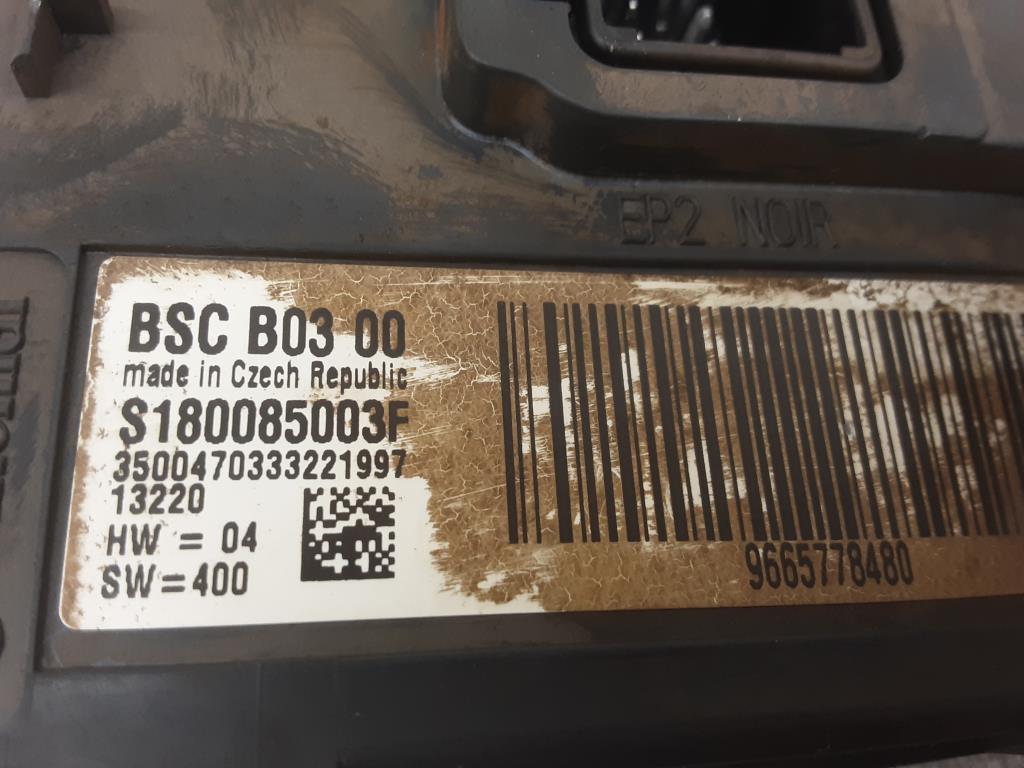 EP2 NOIR
BSC B03 00
made in Czech Republic
S180085003F
3500470333221997
13220
HW = 04
SW=400
9665778480